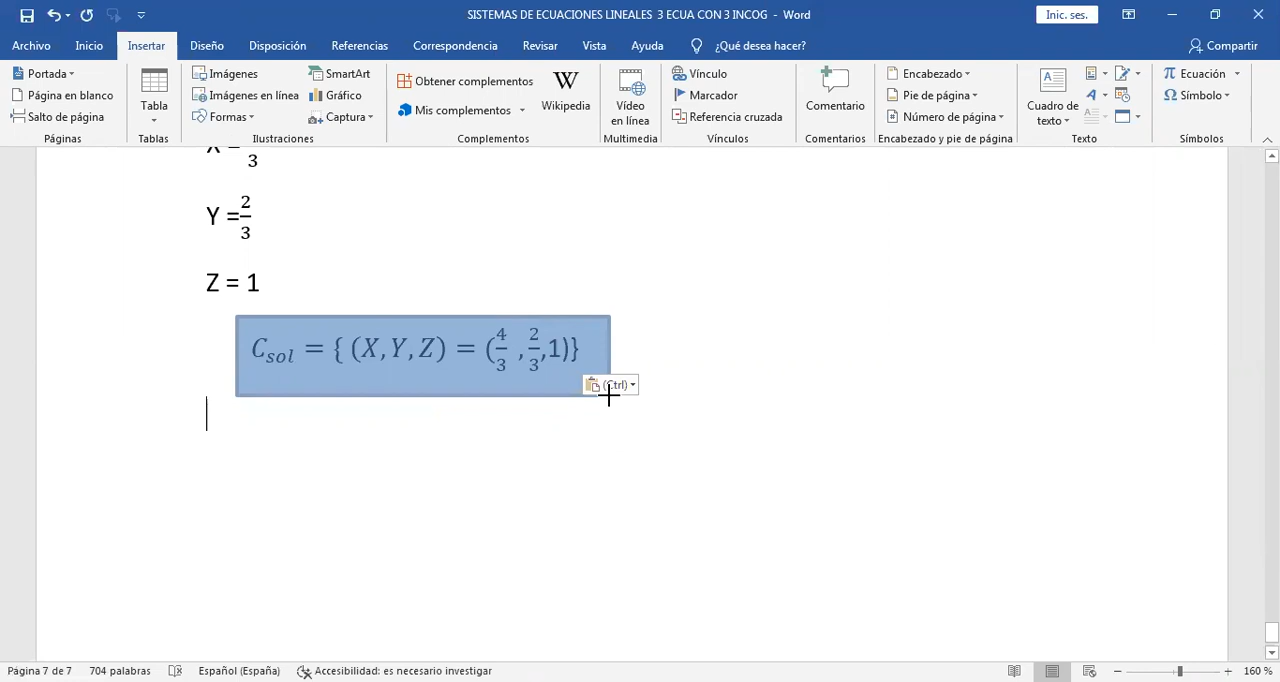 SISTEMAS DE ECUACIONES LINEALES 3 ECUA CON 3 INCOG - Word
Inic. ses.
Archivo Inicio Insertar Diseño Disposición Referencias Correspondencia Revisar Vista Ayuda ¿Qué desea hacer? Compartir
Portada
Página en blanco
Salto de página
Páginas
Tabla
Tablas
Imágenes
Imágenes en línea
Formas
SmartArt
Gráfico
Captura
Ilustraciones
Obtener complementos
Mis complementos
W
Wikipedia
Complementos
Vídeo
en línea
Multimedia
Vínculo
Marcador
Referencia cruzada
Vínculos
Comentario
Comentarios
Encabezado
Pie de página
Número de página
Encabezado y pie de página
Cuadro de
texto
Texto
π Ecuación
Ω Símbolo
Símbolos
X = /3
Y = 2/3
Z = 1
C_sol = { (X, Y, Z) = (4/3 , 2/3,1)}
(Ctrl)
Página 7 de 7 704 palabras Español (España) Accesibilidad: es necesario investigar 160 %